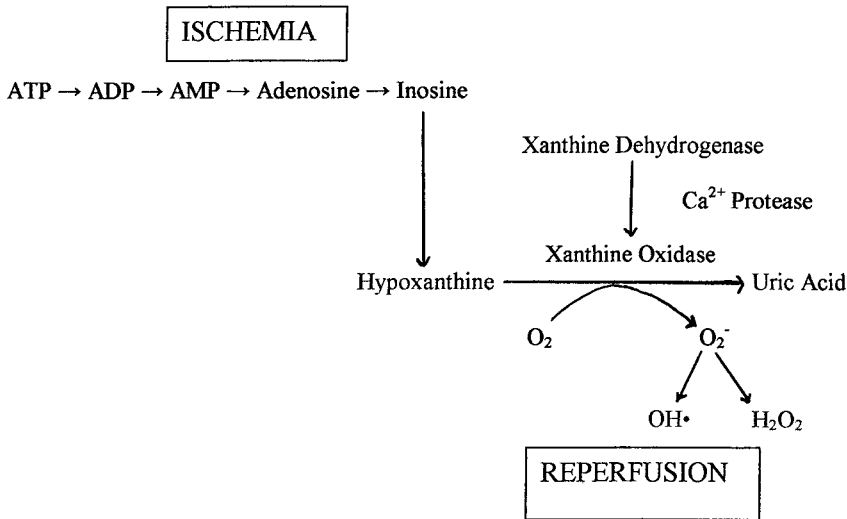 ISCHEMIA
ATP → ADP → AMP → Adenosine → Inosine
Xanthine Dehydrogenase
Ca²⁺ Protease
Xanthine Oxidase
Hypoxanthine
Uric Acid
O₂
O₂⁻
OH•
H₂O₂
REPERFUSION